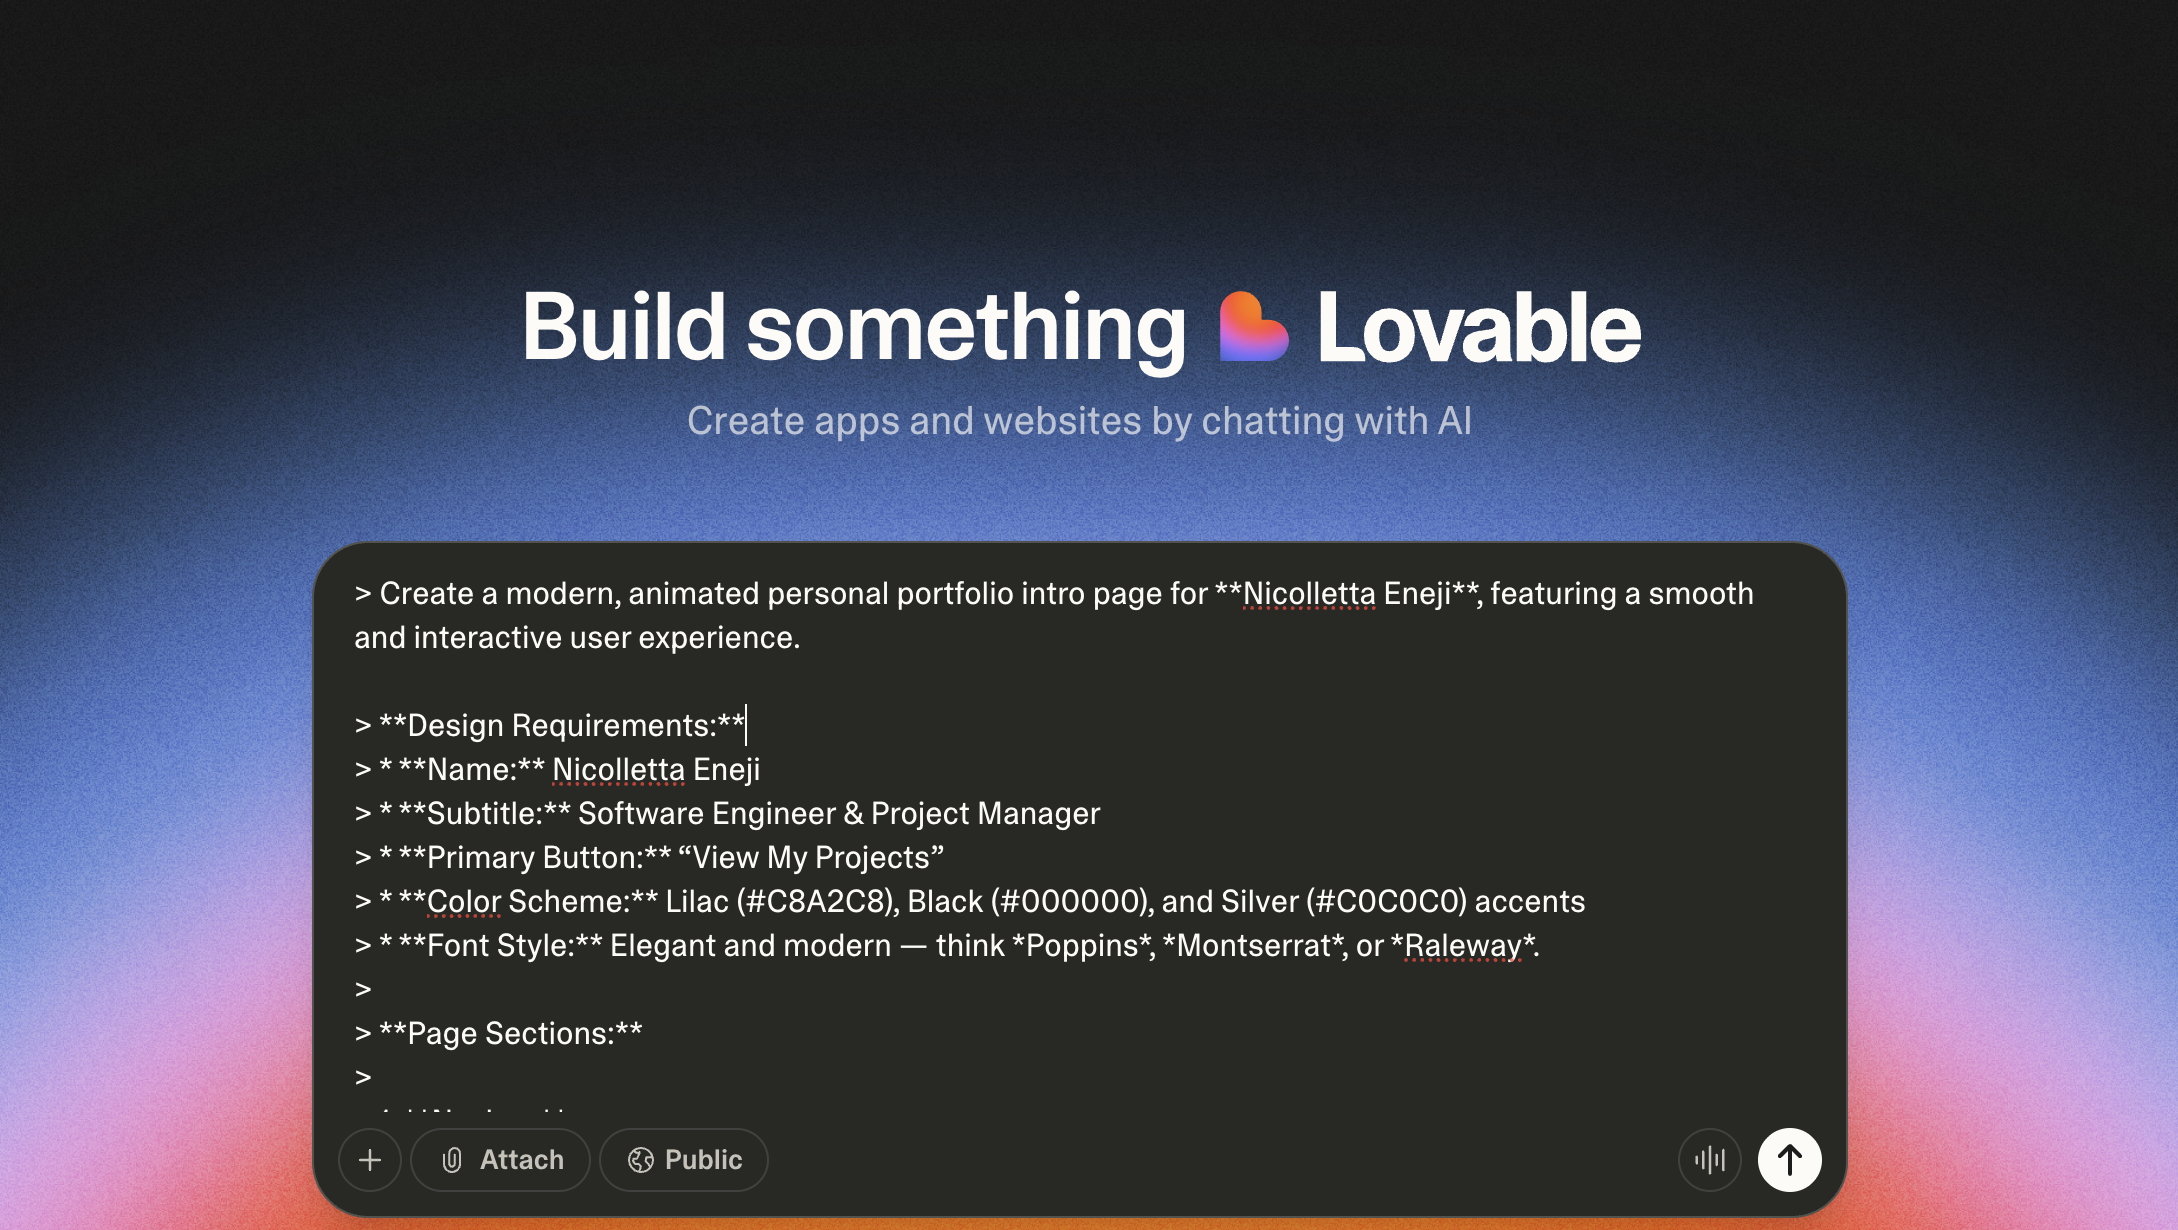 Build something Lovable
Create apps and websites by chatting with AI
> Create a modern, animated personal portfolio intro page for **Nicolletta Eneji**, featuring a smooth
and interactive user experience.
> **Design Requirements:**
> * **Name:** Nicolletta Eneji
> * **Subtitle:** Software Engineer & Project Manager
> * **Primary Button:** “View My Projects”
> * **Color Scheme:** Lilac (#C8A2C8), Black (#000000), and Silver (#C0C0C0) accents
> * **Font Style:** Elegant and modern — think *Poppins*, *Montserrat*, or *Raleway*.
>
> **Page Sections:**
>
Attach
Public